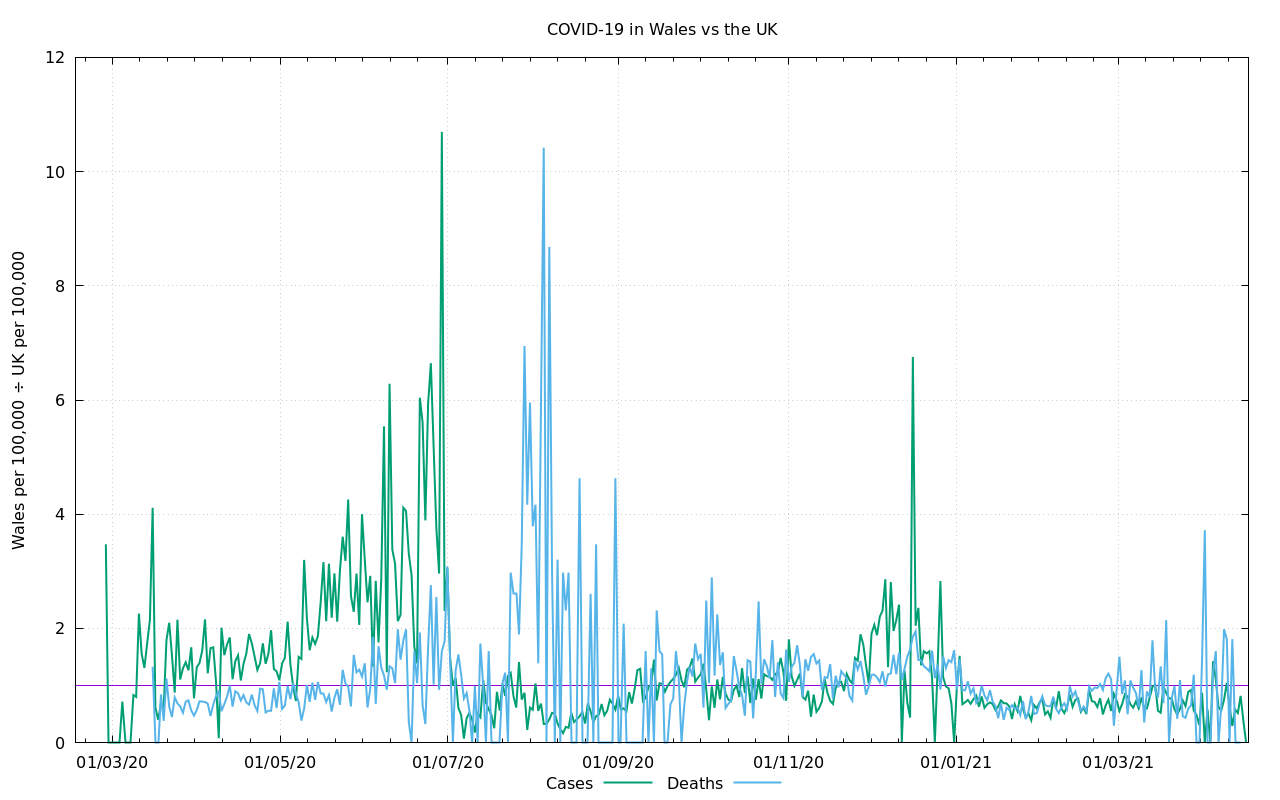 COVID-19 in Wales vs the UK
Wales per 100,000 ÷ UK per 100,000
12
10
8
6
4
2
0
01/03/20 01/05/20 01/07/20 01/09/20 01/11/20 01/01/21 01/03/21
Cases Deaths